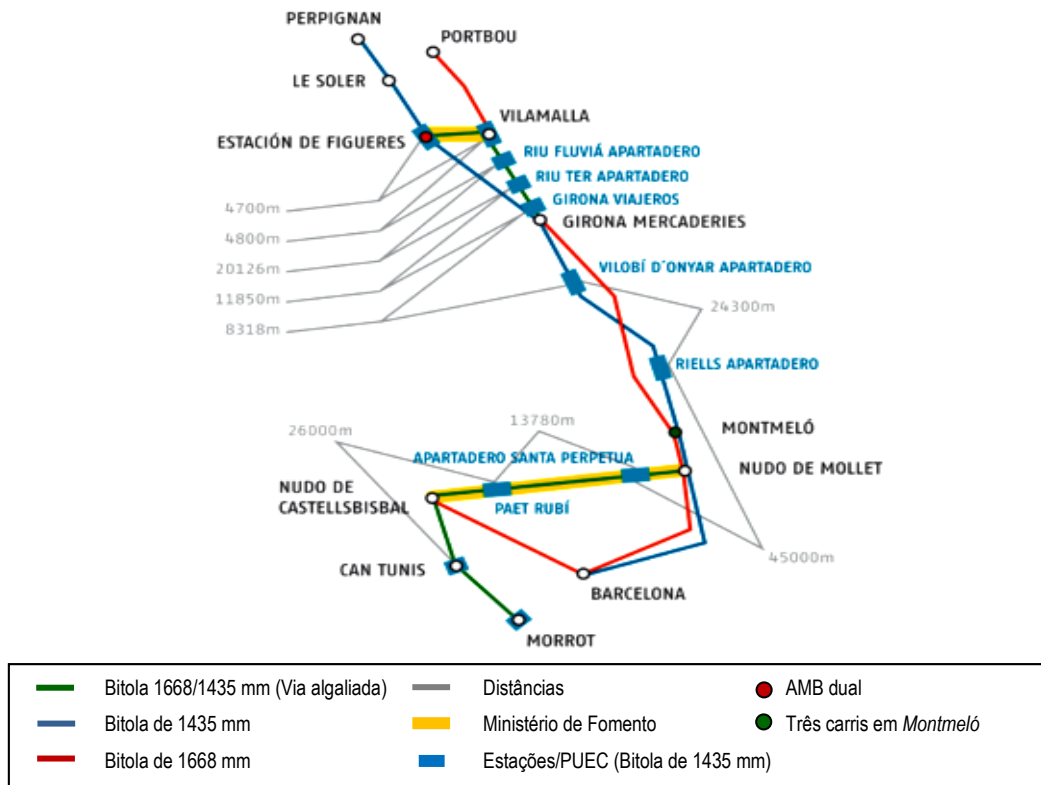 PERPIGNAN
PORTBOU
LE SOLER
VILAMALLA
ESTACIÓN DE FIGUERES
RIU FLUVIÁ APARTADERO
RIU TER APARTADERO
GIRONA VIAJEROS
4700m
GIRONA MERCADERIES
4800m
20126m
VILOBÍ D´ONYAR APARTADERO
11850m
24300m
8318m
RIELLS APARTADERO
13780m
26000m
MONTMELÓ
APARTADERO SANTA PERPETUA
NUDO DE MOLLET
NUDO DE
CASTELLSBISBAL
PAET RUBÍ
45000m
CAN TUNIS
BARCELONA
MORROT
Bitola 1668/1435 mm (Via algaliada)
Distâncias
AMB dual
Bitola de 1435 mm
Ministério de Fomento
Três carris em Montmeló
Bitola de 1668 mm
Estações/PUEC (Bitola de 1435 mm)